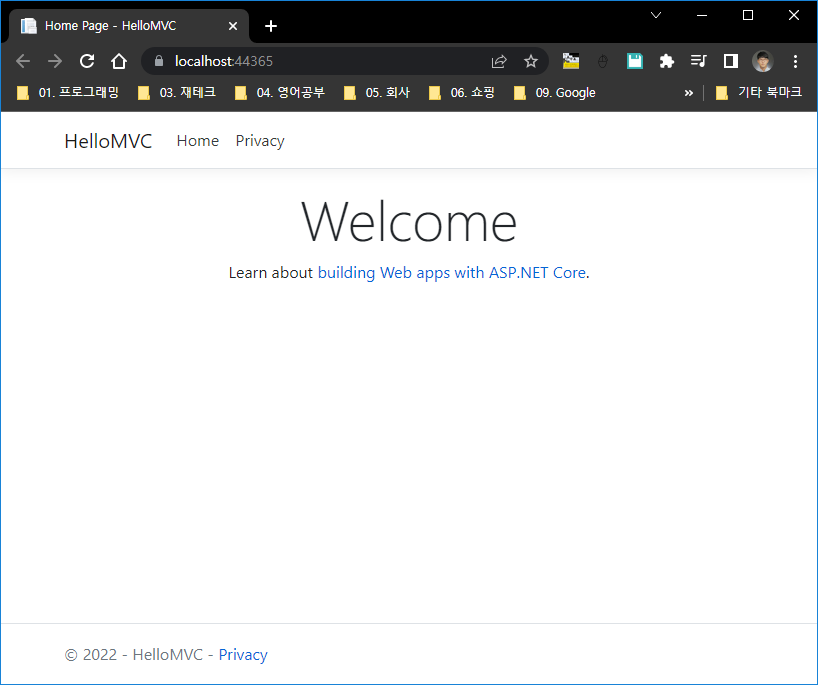 Home Page - HelloMVC
localhost:44365
01. 프로그래밍 03. 재테크 04. 영어공부 05. 회사 06. 쇼핑 09. Google » 기타 북마크
HelloMVC Home Privacy
Welcome
Learn about building Web apps with ASP.NET Core.
© 2022 - HelloMVC - Privacy